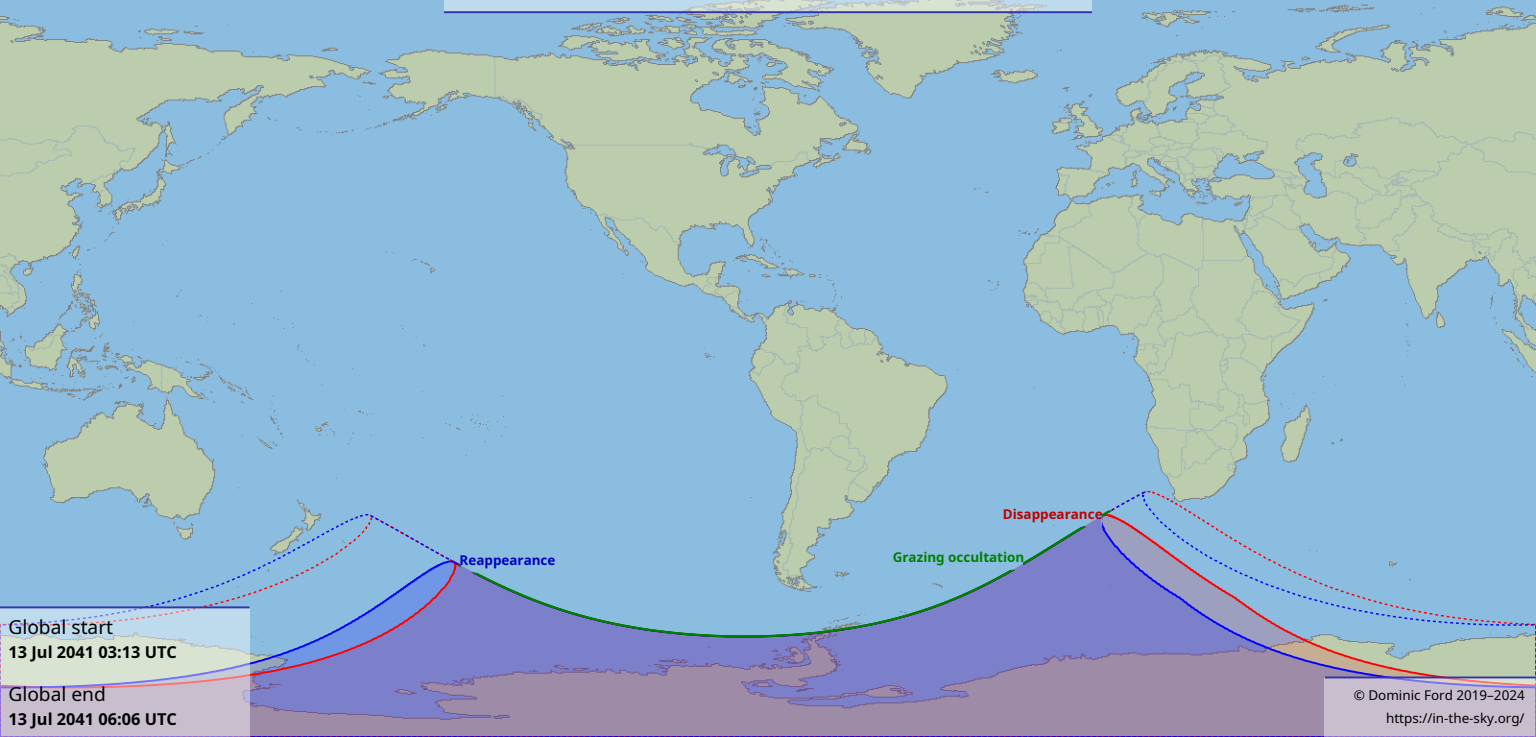 Disappearance
Grazing occultation
Reappearance
Global start
13 Jul 2041 03:13 UTC
Global end
13 Jul 2041 06:06 UTC
© Dominic Ford 2019–2024
https://in-the-sky.org/